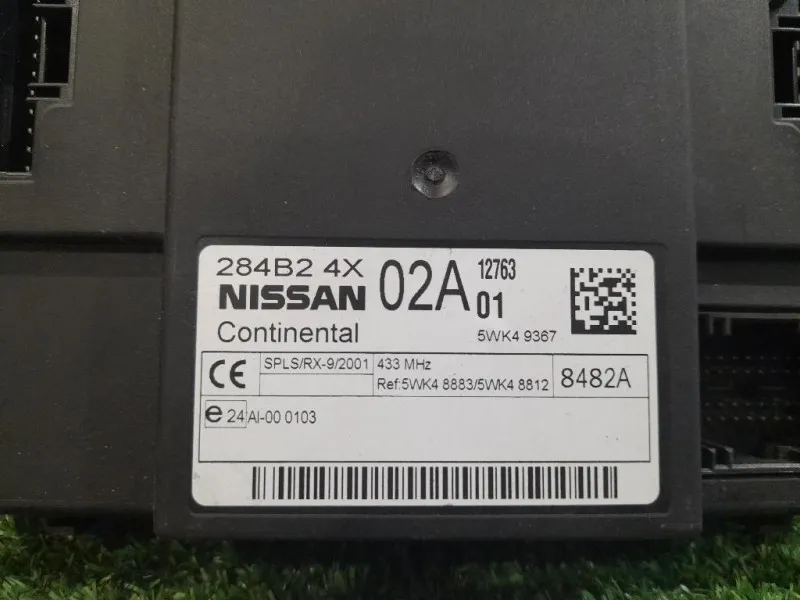 284B2 4X 02A 12763
NISSAN 01
Continental 5WK4 9367
CE SPLS/RX-9/2001 433 MHz
Ref:5WK4 8883/5WK4 8812 8482A
e 24 AI-00 0103